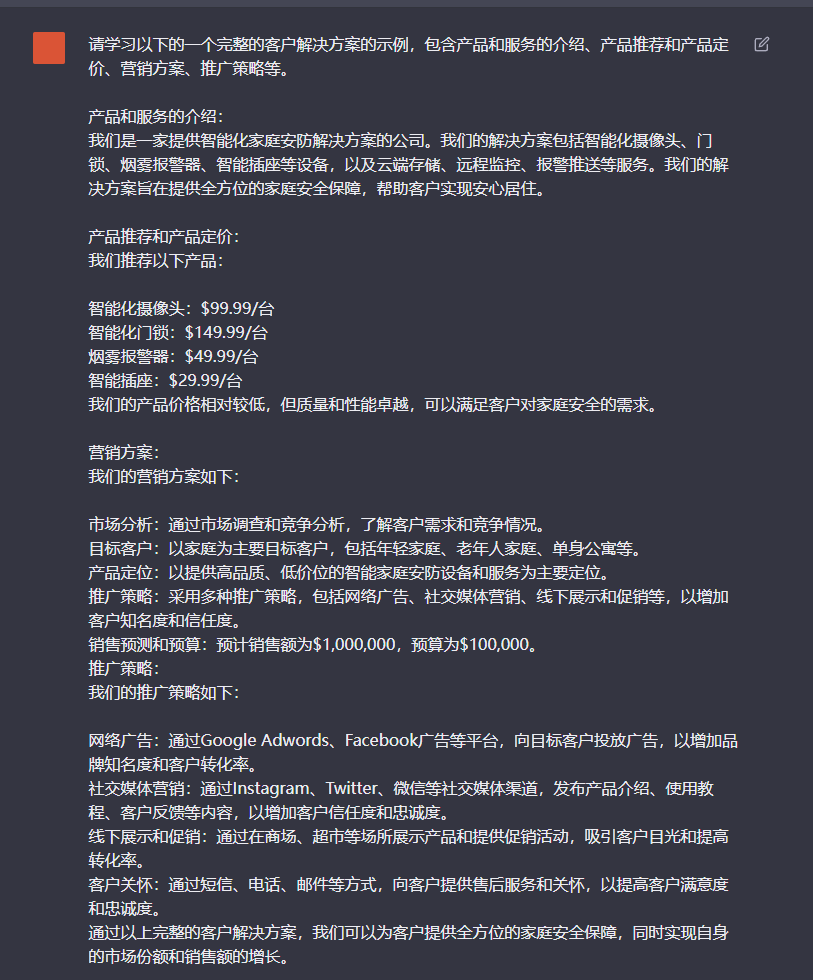 请学习以下的一个完整的客户解决方案的示例，包含产品和服务的介绍、产品推荐和产品定
价、营销方案、推广策略等。
产品和服务的介绍：
我们是一家提供智能化家庭安防解决方案的公司。我们的解决方案包括智能化摄像头、门
锁、烟雾报警器、智能插座等设备，以及云端存储、远程监控、报警推送等服务。我们的解
决方案旨在提供全方位的家庭安全保障，帮助客户实现安心居住。
产品推荐和产品定价：
我们推荐以下产品：
智能化摄像头：$99.99/台
智能化门锁：$149.99/台
烟雾报警器：$49.99/台
智能插座：$29.99/台
我们的产品价格相对较低，但质量和性能卓越，可以满足客户对家庭安全的需求。
营销方案：
我们的营销方案如下：
市场分析：通过市场调查和竞争分析，了解客户需求和竞争情况。
目标客户：以家庭为主要目标客户，包括年轻家庭、老年人家庭、单身公寓等。
产品定位：以提供高品质、低价位的智能家庭安防设备和服务为主要定位。
推广策略：采用多种推广策略，包括网络广告、社交媒体营销、线下展示和促销等，以增加
客户知名度和信任度。
销售预测和预算：预计销售额为$1,000,000，预算为$100,000。
推广策略：
我们的推广策略如下：
网络广告：通过Google Adwords、Facebook广告等平台，向目标客户投放广告，以增加品
牌知名度和客户转化率。
社交媒体营销：通过Instagram、Twitter、微信等社交媒体渠道，发布产品介绍、使用教
程、客户反馈等内容，以增加客户信任度和忠诚度。
线下展示和促销：通过在商场、超市等场所展示产品和提供促销活动，吸引客户目光和提高
转化率。
客户关怀：通过短信、电话、邮件等方式，向客户提供售后服务和关怀，以提高客户满意度
和忠诚度。
通过以上完整的客户解决方案，我们可以为客户提供全方位的家庭安全保障，同时实现自身
的市场份额和销售额的增长。